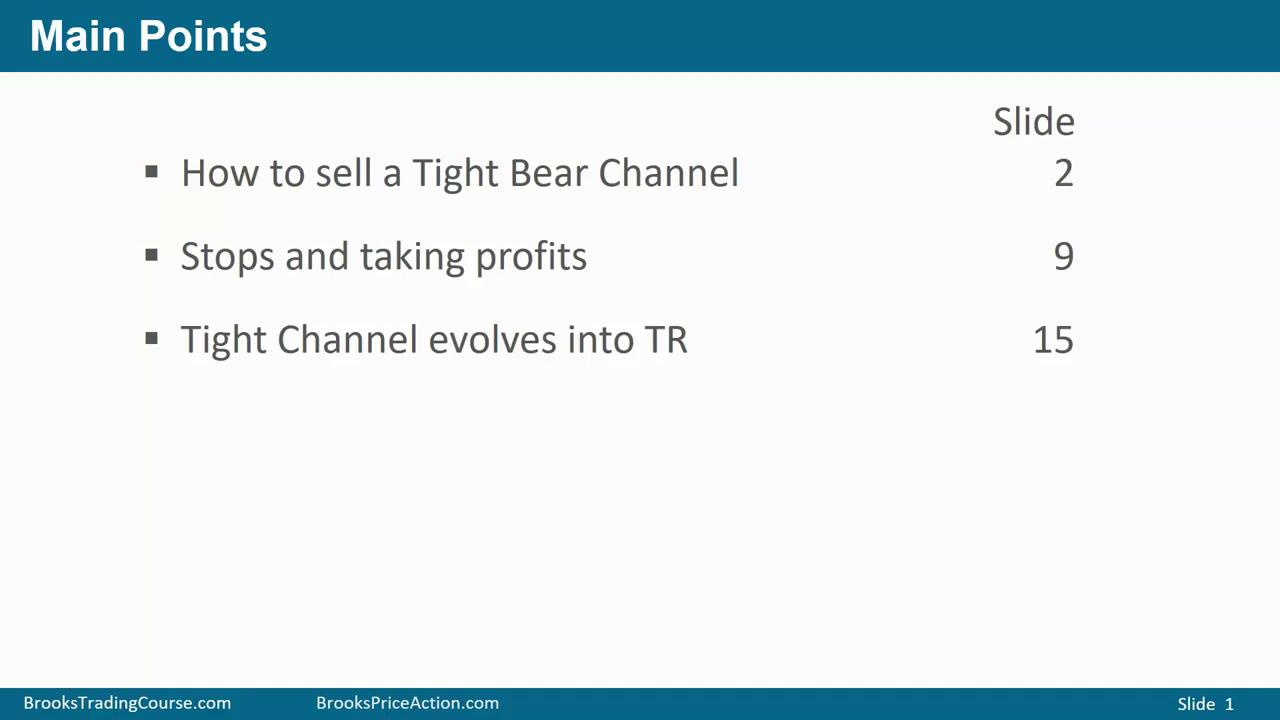 Main Points
Slide
▪ How to sell a Tight Bear Channel 2
▪ Stops and taking profits 9
▪ Tight Channel evolves into TR 15
BrooksTradingCourse.com BrooksPriceAction.com Slide 1